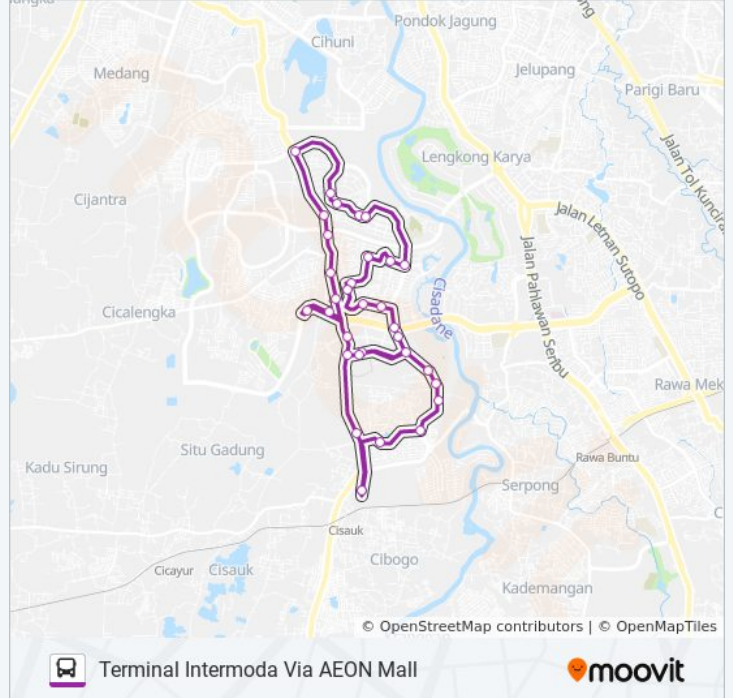 Pondok Jagung
Cihuni
Medang
Jelupang
Parigi Baru
Lengkong Karya
Jalan Tol Kuncira
Cijantra
Jalan Letnan Sutopo
Jalan Pahlawan Seribu
Cisadane
Cicalengka
Rawa Mek
Situ Gadung
Rawa Buntu
Kadu Sirung
Serpong
Cisauk
Cibogo
Cicayur
Cisauk
Kademangan
© OpenStreetMap contributors | © OpenMapTiles
Terminal Intermoda Via AEON Mall
moovit